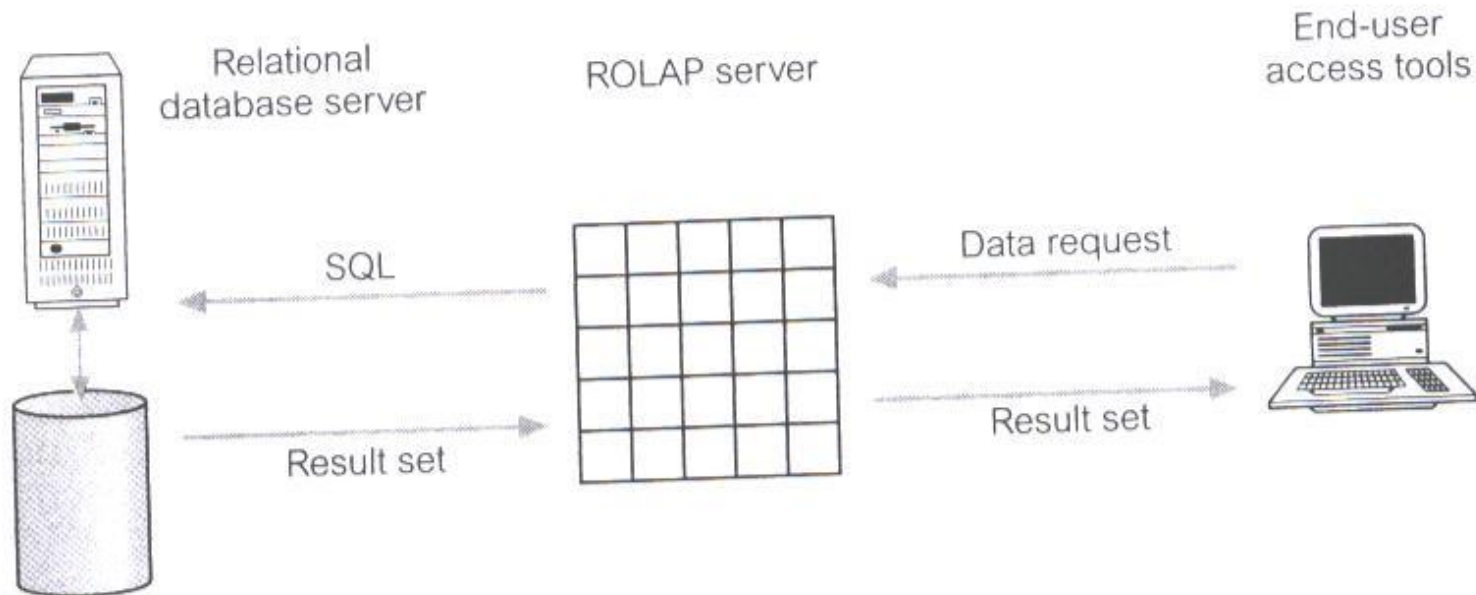 Relational
database server
ROLAP server
End-user
access tools
SQL
Data request
Result set
Result set